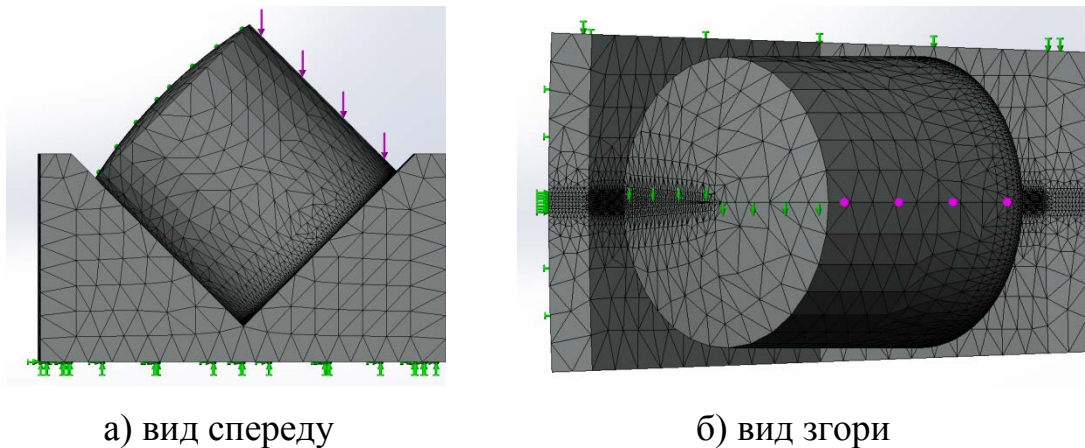 а) вид спереду
б) вид згори